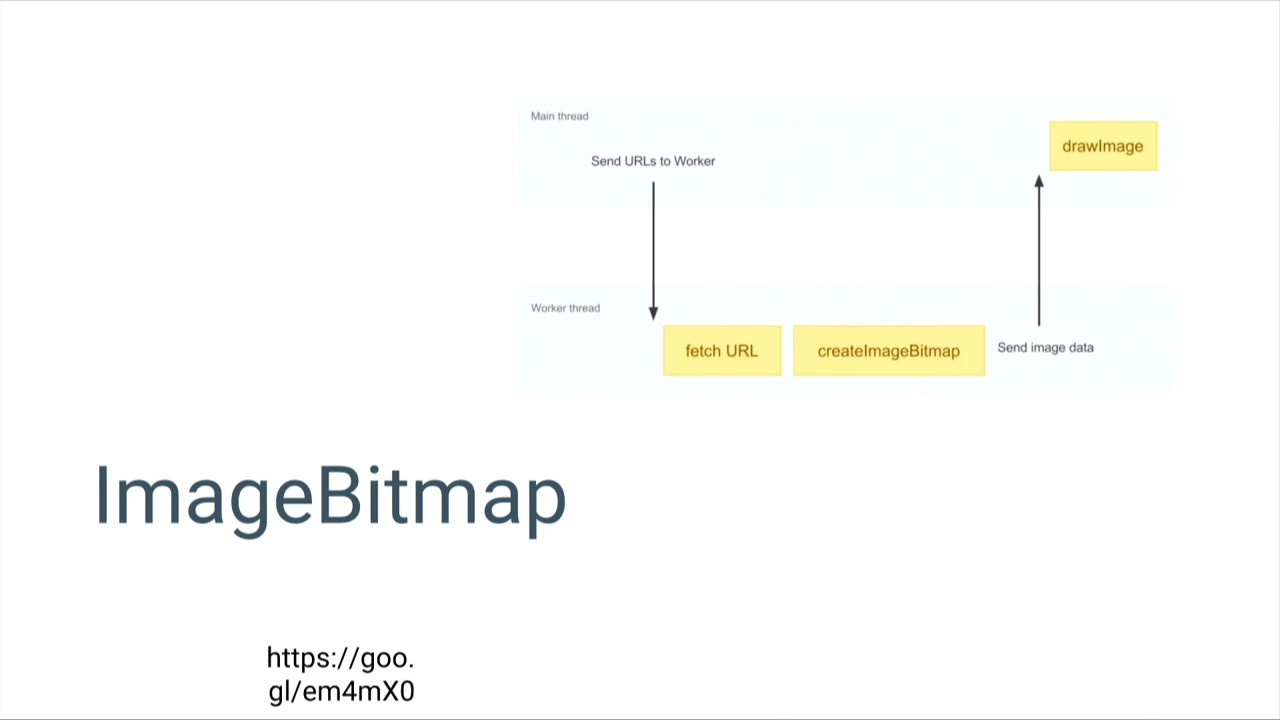 Main thread
drawImage
Send URLs to Worker
Worker thread
fetch URL
createImageBitmap
Send image data
ImageBitmap
https://goo.
gl/em4mX0